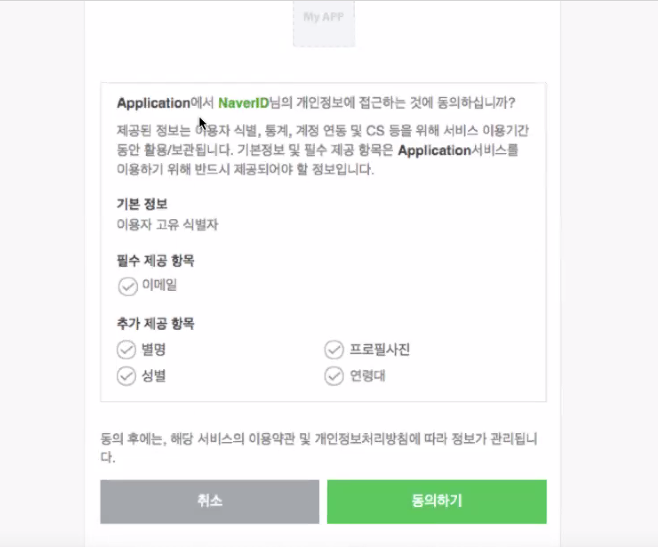 My APP
Application에서 NaverID님의 개인정보에 접근하는 것에 동의하십니까?
제공된 정보는 이용자 식별, 통계, 계정 연동 및 CS 등을 위해 서비스 이용기간
동안 활용/보관됩니다. 기본정보 및 필수 제공 항목은 Application서비스를
이용하기 위해 반드시 제공되어야 할 정보입니다.
기본 정보
이용자 고유 식별자
필수 제공 항목
이메일
추가 제공 항목
별명 프로필사진
성별 연령대
동의 후에는, 해당 서비스의 이용약관 및 개인정보처리방침에 따라 정보가 관리됩니
다.
취소 동의하기